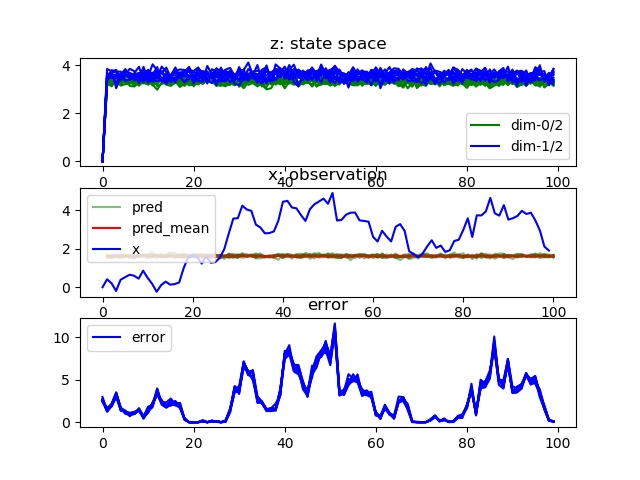 z: state space
4
2
0
dim-0/2
dim-1/2
0 20 40 60 80 100
x: observation
4
2
0
pred
pred_mean
x
0 20 40 60 80 100
error
10
5
0
error
0 20 40 60 80 100